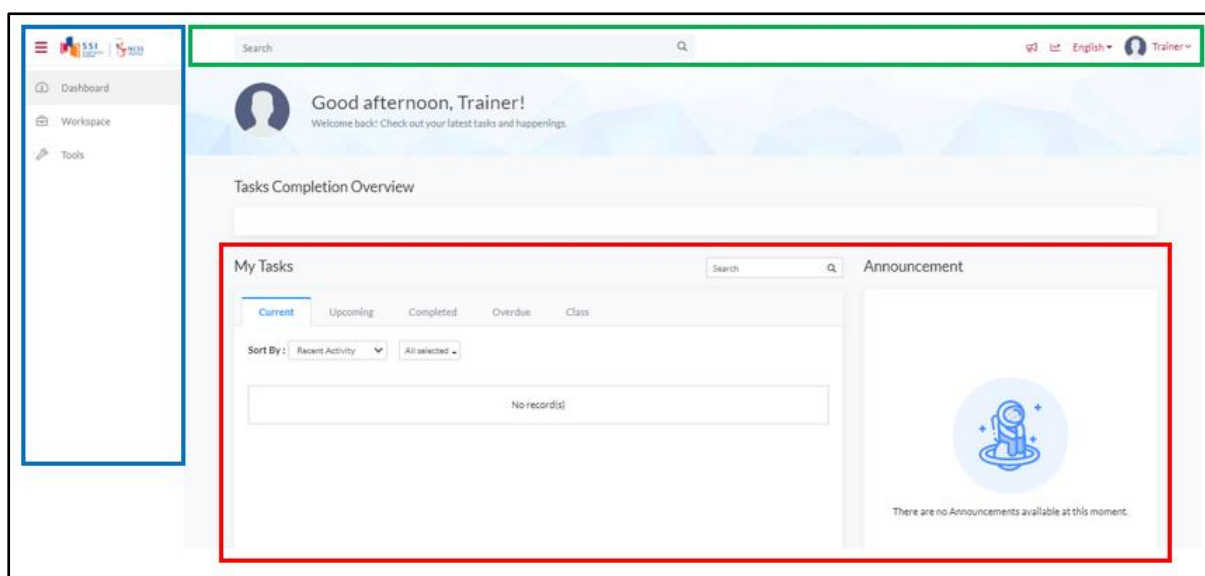 SSI
NCSS
Search
English
Trainer
Dashboard
Workspace
Tools
Good afternoon, Trainer!
Welcome back! Check out your latest tasks and happenings.
Tasks Completion Overview
My Tasks
Search
Announcement
Current Upcoming Completed Overdue Class
Sort By : Recent Activity All selected
No record(s)
There are no Announcements available at this moment.